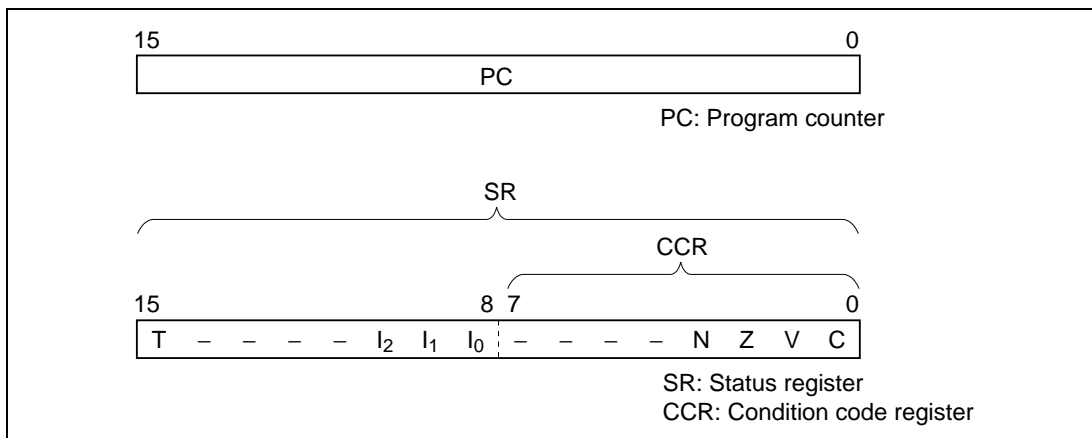 15 0
PC
PC: Program counter
SR
CCR
15 8 7 0
T – – – – I₂ I₁ I₀ – – – – N Z V C
SR: Status register
CCR: Condition code register